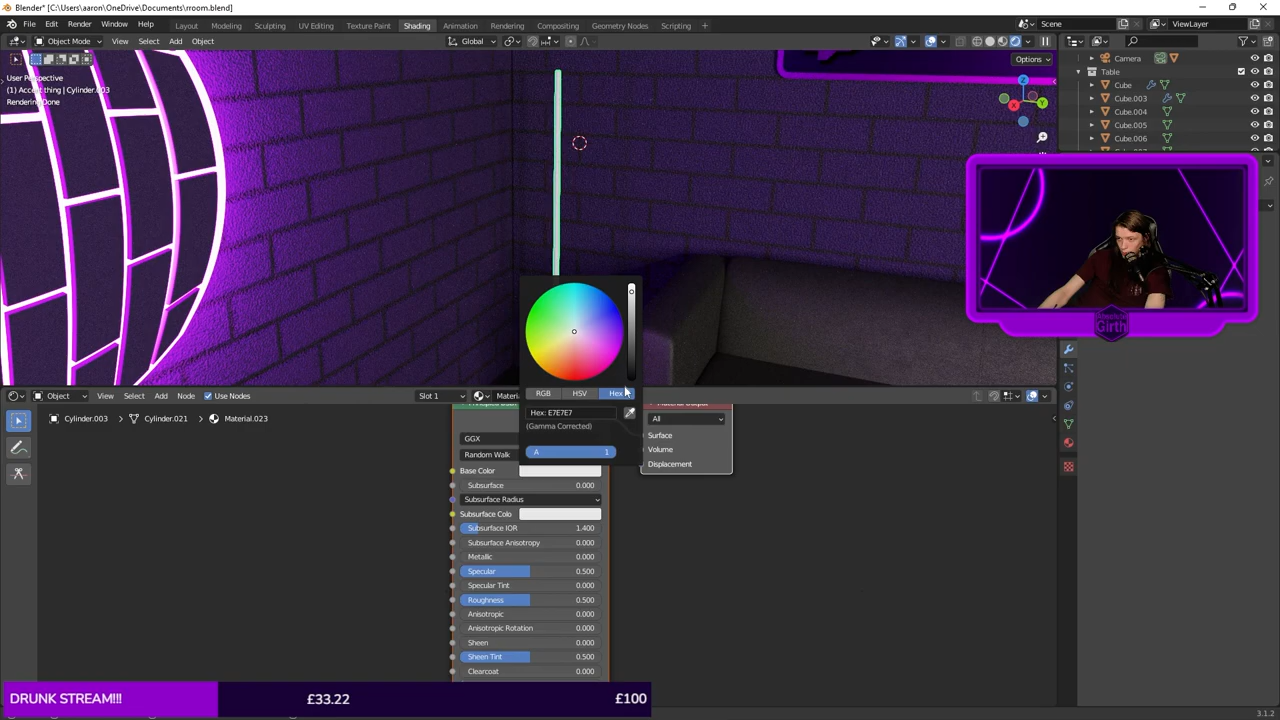 Blender* [C:\Users\aaron\OneDrive\Documents\rroom.blend]
File Edit Render Window Help Layout Modeling Sculpting UV Editing Texture Paint Shading Animation Rendering Compositing Geometry Nodes Scripting + Scene ViewLayer
Object Mode View Select Add Object Global
Options
User Perspective
(1) Accent thing | Cylinder.003
Rendering Done
X Y Z
Camera
Table
Cube
Cube.003
Cube.004
Cube.005
Cube.006
Girth
RGB HSV Hex
Hex: E7E7E7
(Gamma Corrected)
A 1
Object View Select Add Node Use Nodes Slot 1
Cylinder.003 > Cylinder.021 > Material.023
GGX
Random Walk
Base Color
Subsurface 0.000
Subsurface Radius
Subsurface Colo
Subsurface IOR 1.400
Subsurface Anisotropy 0.000
Metallic 0.000
Specular 0.500
Specular Tint 0.000
Roughness 0.500
Anisotropic 0.000
Anisotropic Rotation 0.000
Sheen 0.000
Sheen Tint 0.500
Clearcoat 0.000
All
Surface
Volume
Displacement
DRUNK STREAM!!! £33.22 £100
3.1.2